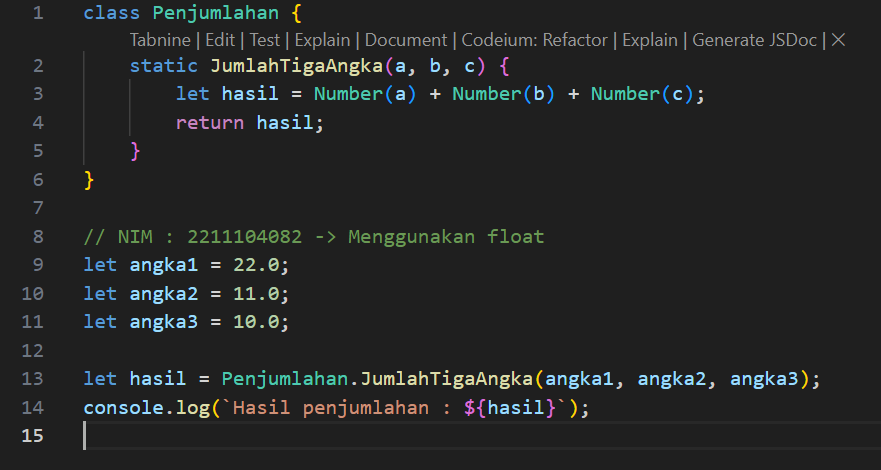 1 class Penjumlahan {
Tabnine | Edit | Test | Explain | Document | Codeium: Refactor | Explain | Generate JSDoc | ×
2 static JumlahTigaAngka(a, b, c) {
3 let hasil = Number(a) + Number(b) + Number(c);
4 return hasil;
5 }
6 }
7
8 // NIM : 2211104082 -> Menggunakan float
9 let angka1 = 22.0;
10 let angka2 = 11.0;
11 let angka3 = 10.0;
12
13 let hasil = Penjumlahan.JumlahTigaAngka(angka1, angka2, angka3);
14 console.log(`Hasil penjumlahan : ${hasil}`);
15